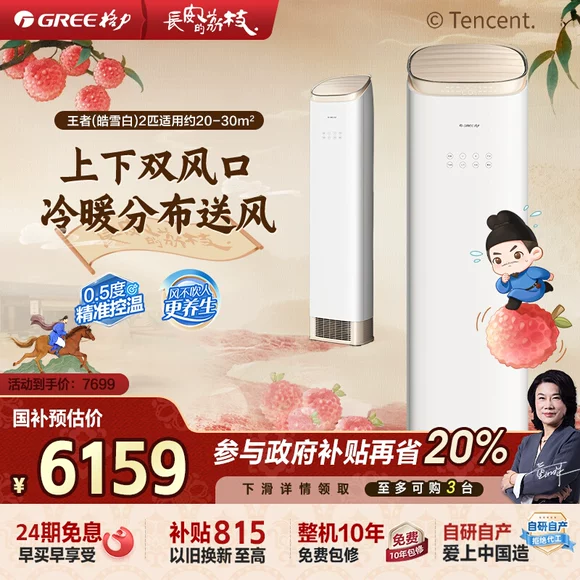 GREE 格力
長安的荔枝
© Tencent.
王者(皓雪白)2匹适用约20-30m²
上下双风口
冷暖分布送风
0.5度
精准控温
风不吹人
更养生
活动到手价：7699
国补预估价
¥6159
参与政府补贴再省20%
下滑详情领取
至多可购3台
24期免息
早买早享受
补贴815
以旧换新至高
整机10年
免费包修
免费
10年包修
自研自产
爱上中国造
自研自产
拒绝代工